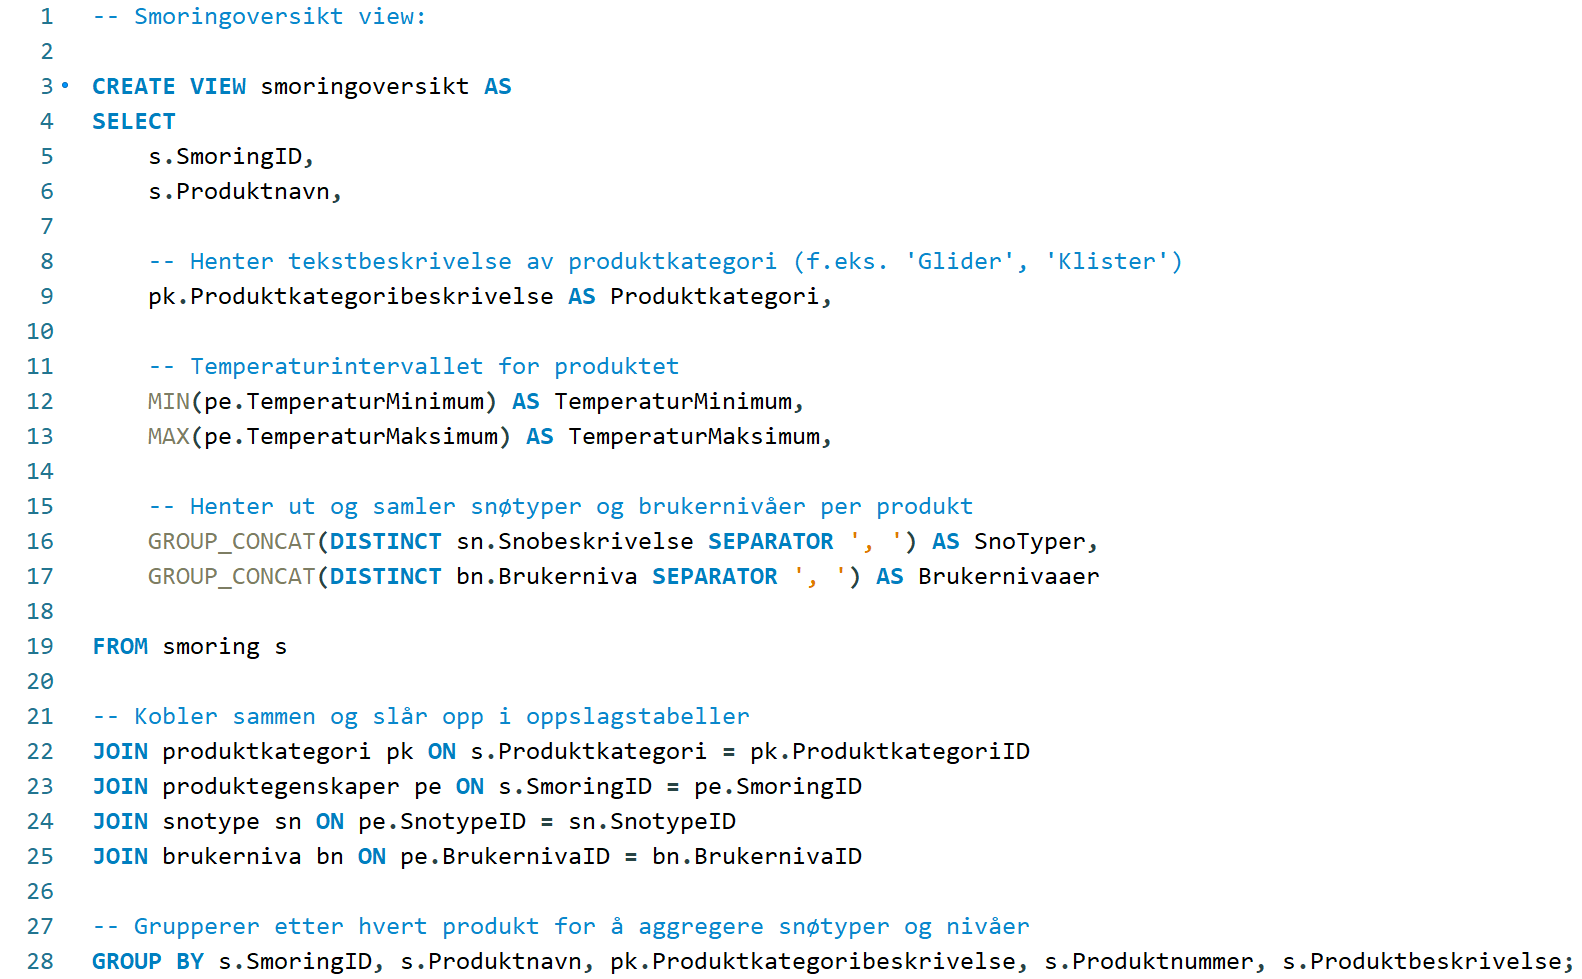 1 -- Smoringoversikt view:
2
3 CREATE VIEW smoringoversikt AS
4 SELECT
5 s.SmoringID,
6 s.Produktnavn,
7
8 -- Henter tekstbeskrivelse av produktkategori (f.eks. 'Glider', 'Klister')
9 pk.Produktkategoribeskrivelse AS Produktkategori,
10
11 -- Temperaturintervallet for produktet
12 MIN(pe.TemperaturMinimum) AS TemperaturMinimum,
13 MAX(pe.TemperaturMaksimum) AS TemperaturMaksimum,
14
15 -- Henter ut og samler snøtyper og brukernivåer per produkt
16 GROUP_CONCAT(DISTINCT sn.Snobeskrivelse SEPARATOR ', ') AS SnoTyper,
17 GROUP_CONCAT(DISTINCT bn.Brukerniva SEPARATOR ', ') AS Brukernivaaer
18
19 FROM smoring s
20
21 -- Kobler sammen og slår opp i oppslagstabeller
22 JOIN produktkategori pk ON s.Produktkategori = pk.ProduktkategoriID
23 JOIN produktegenskaper pe ON s.SmoringID = pe.SmoringID
24 JOIN snotype sn ON pe.SnotypeID = sn.SnotypeID
25 JOIN brukerniva bn ON pe.BrukernivaID = bn.BrukernivaID
26
27 -- Grupperer etter hvert produkt for å aggregere snøtyper og nivåer
28 GROUP BY s.SmoringID, s.Produktnavn, pk.Produktkategoribeskrivelse, s.Produktnummer, s.Produktbeskrivelse;